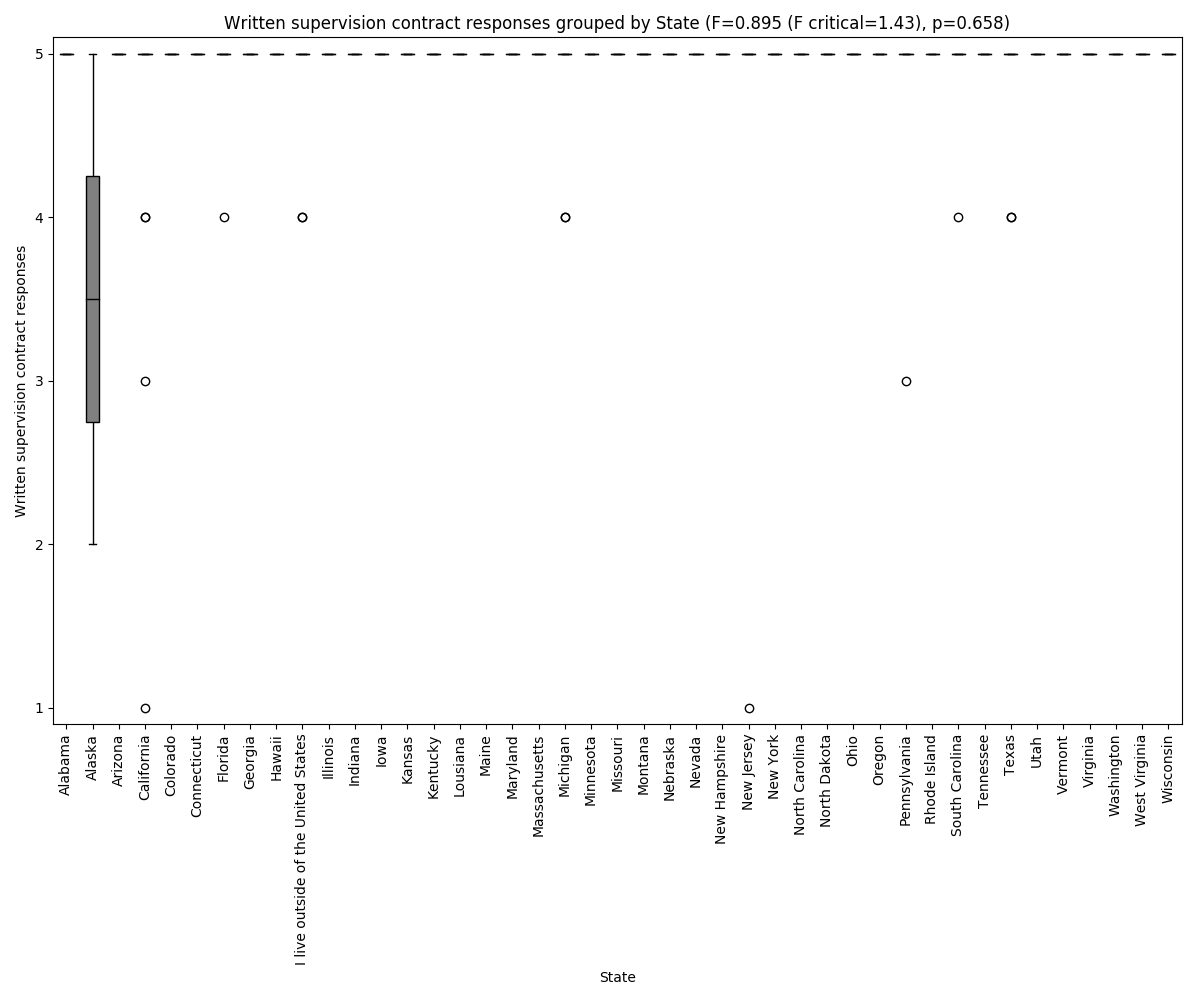 Written supervision contract responses grouped by State (F=0.895 (F critical=1.43), p=0.658)
Written supervision contract responses
5
4
3
2
1
Alabama
Alaska
Arizona
California
Colorado
Connecticut
Florida
Georgia
Hawaii
I live outside of the United States
Illinois
Indiana
Iowa
Kansas
Kentucky
Lousiana
Maine
Maryland
Massachusetts
Michigan
Minnesota
Missouri
Montana
Nebraska
Nevada
New Hampshire
New Jersey
New York
North Carolina
North Dakota
Ohio
Oregon
Pennsylvania
Rhode Island
South Carolina
Tennessee
Texas
Utah
Vermont
Virginia
Washington
West Virginia
Wisconsin
State